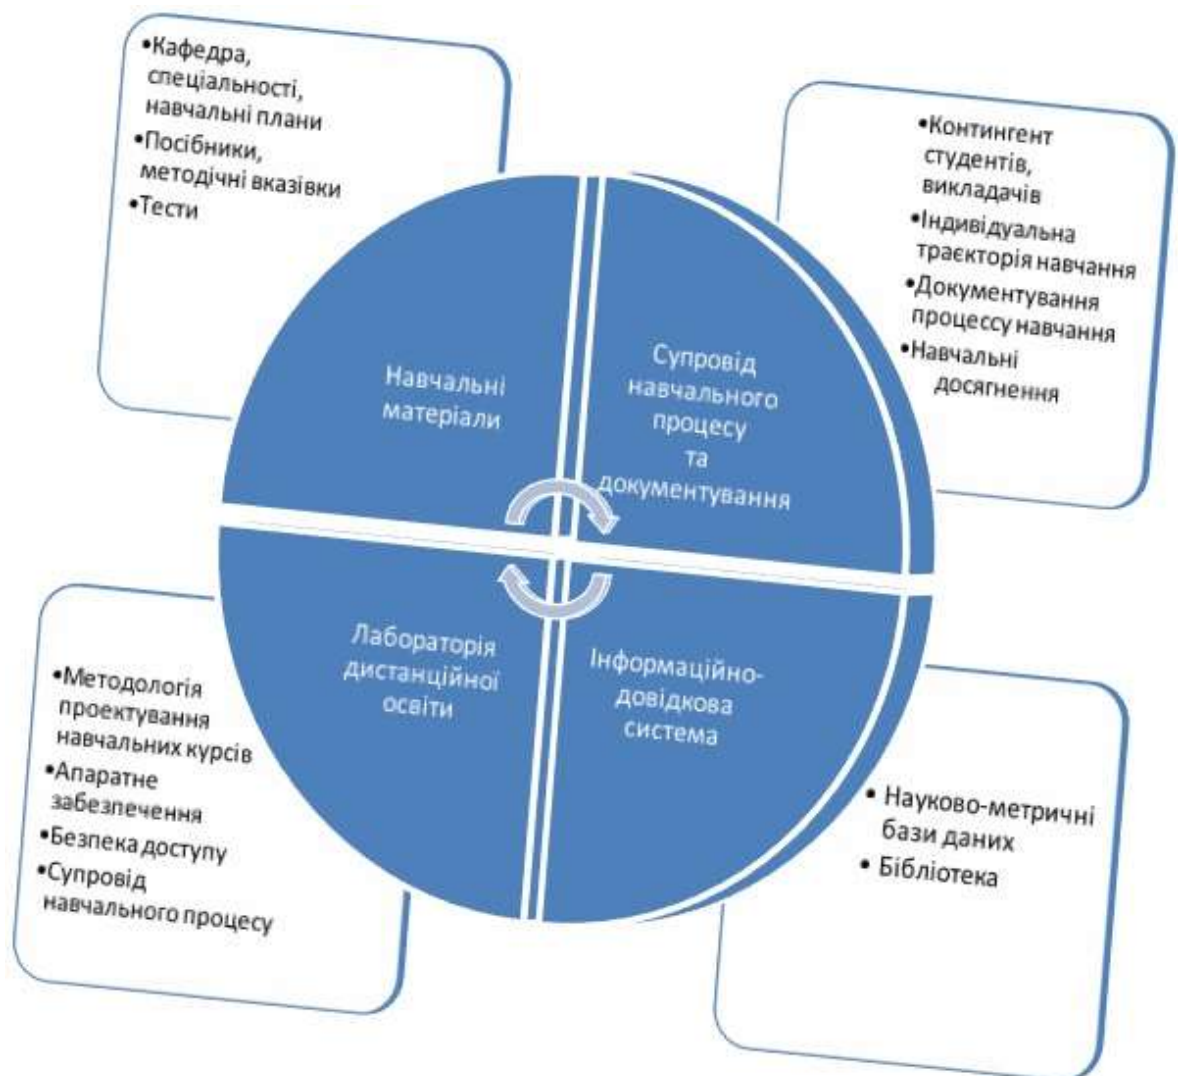 •Кафедра,
спеціальності,
навчальні плани
•Посібники,
методічні вказівки
•Тести
•Контингент
студентів,
викладачів
•Індивідуальна
траєкторія навчання
•Документування
процессу навчання
•Навчальні
досягнення
Навчальні
матеріали
Супровід
навчального
процесу
та
документування
Лабораторія
дистанційної
освіти
Інформаційно-
довідкова
система
•Методологія
проектування
навчальних курсів
•Апаратне
забезпечення
•Безпека доступу
•Супровід
навчального процесу
• Науково-метричні
бази даних
• Бібліотека